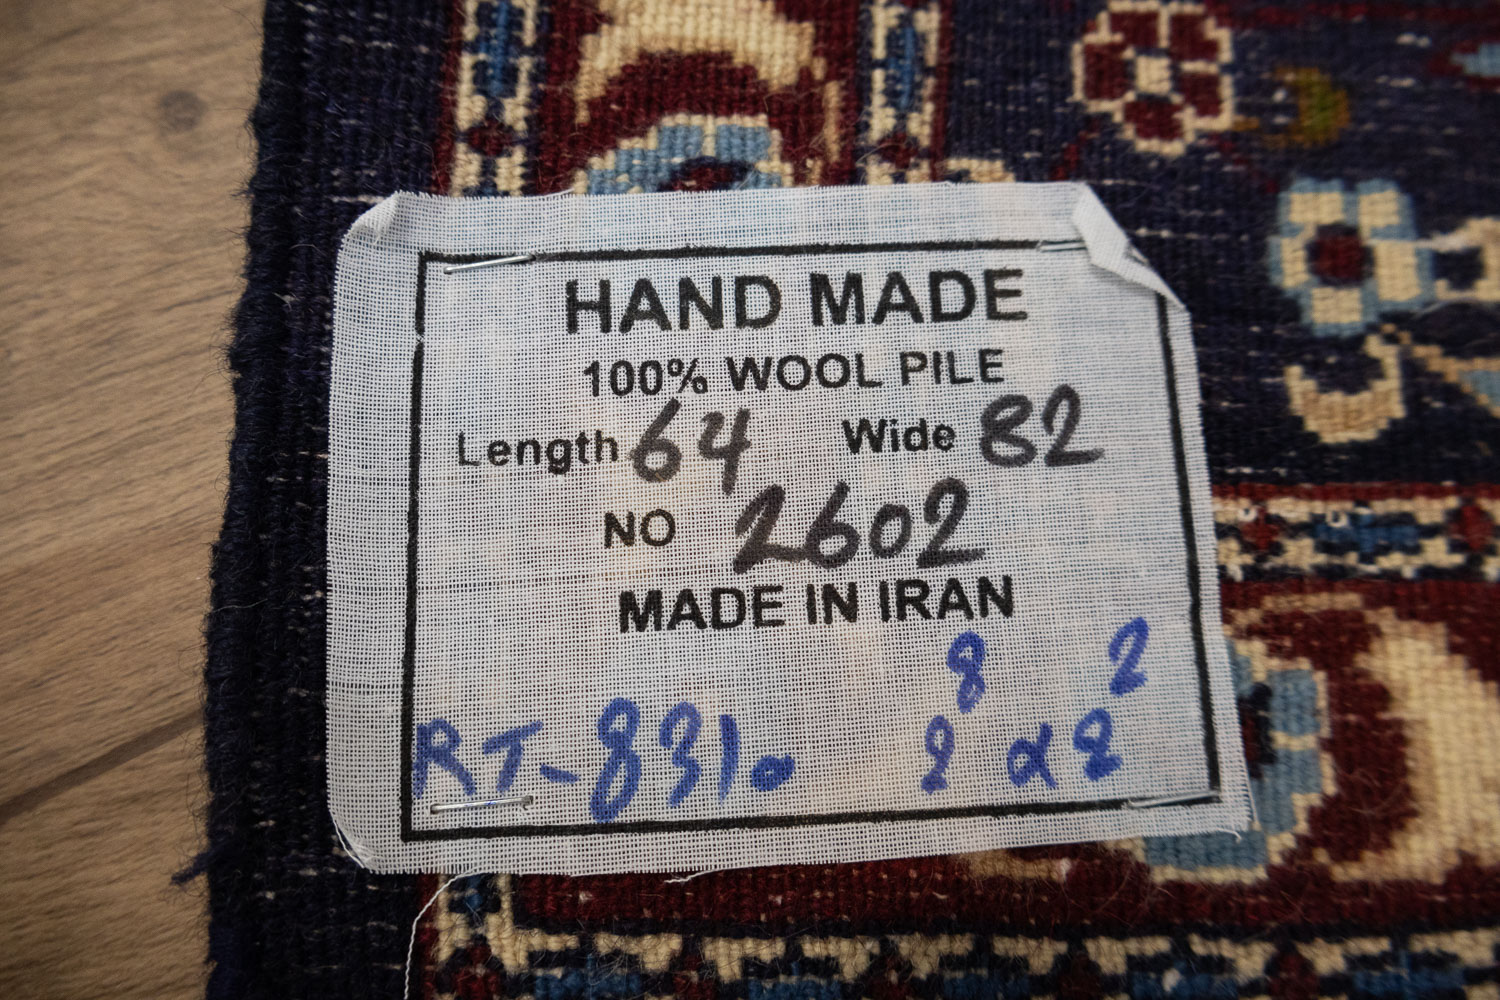 HAND MADE
100% WOOL PILE
Length 64 Wide 82
NO 2602
MADE IN IRAN
8 2
RT-8310 2 x 2